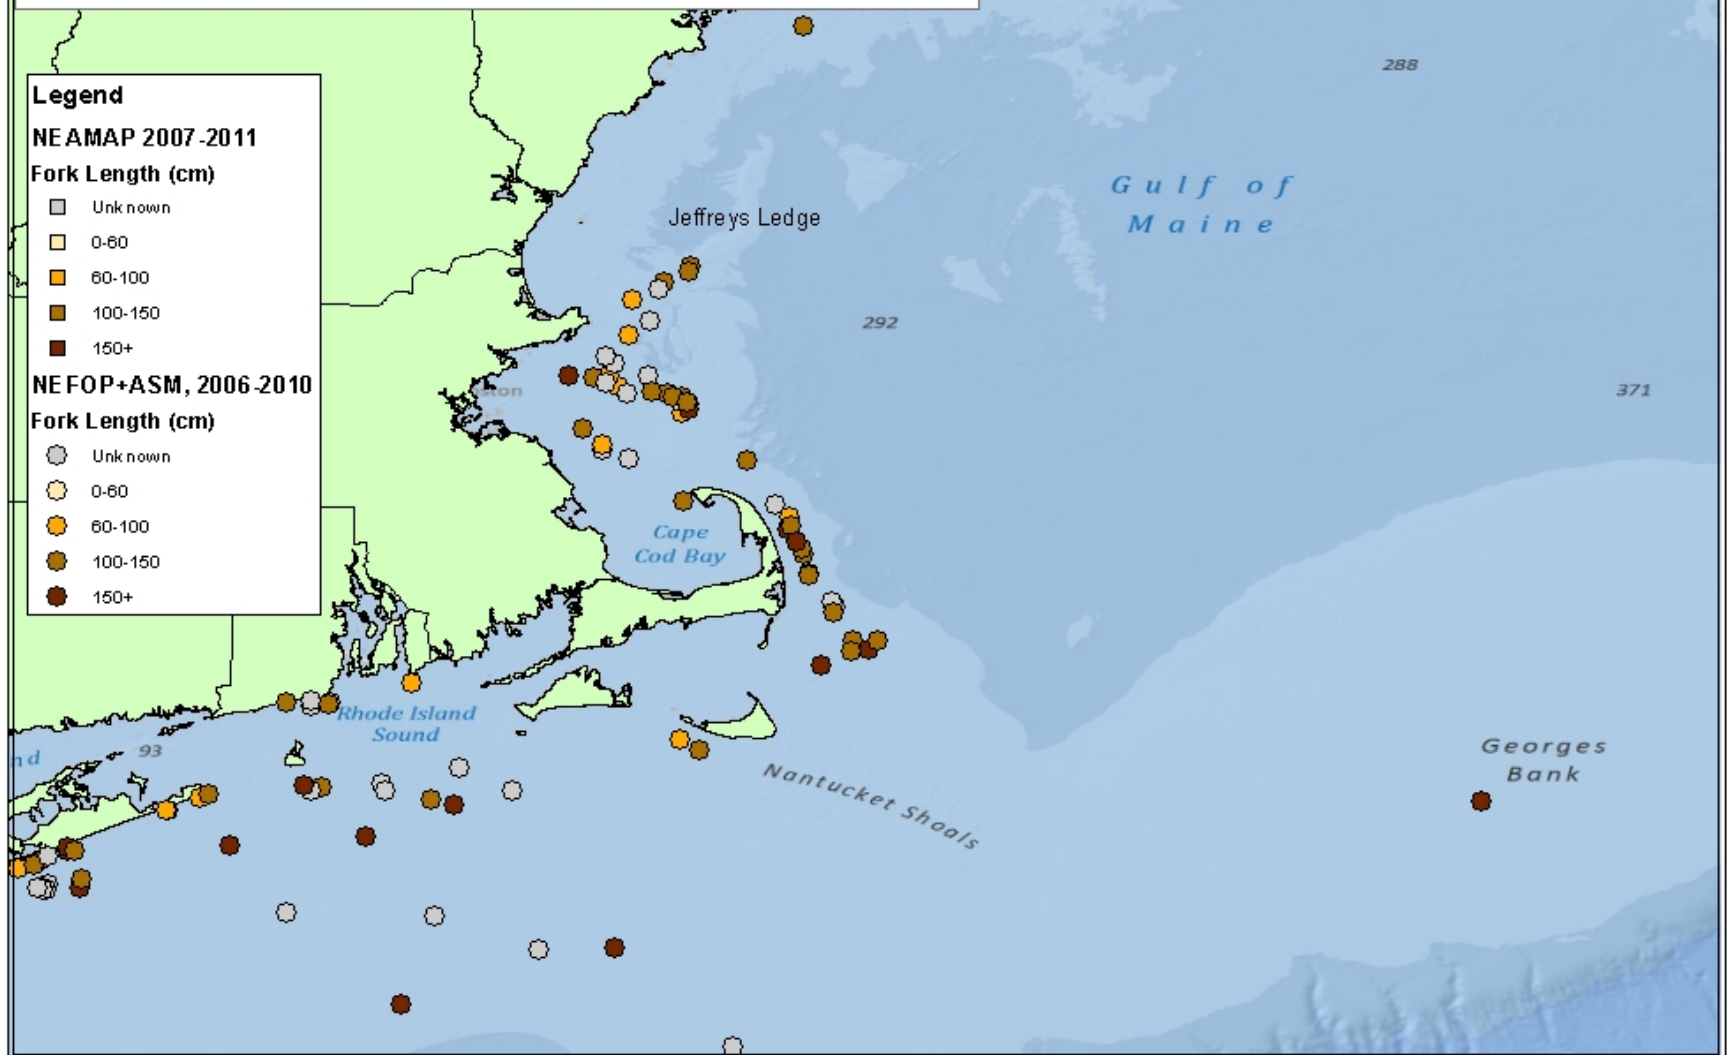 288
Legend
NEAMAP 2007-2011
Fork Length (cm)
Unknown
0-60
60-100
100-150
150+
NEFOP+ASM, 2006-2010
Fork Length (cm)
Unknown
0-60
60-100
100-150
150+
Gulf of
Maine
Jeffreys Ledge
292
371
ston
Cape
Cod Bay
Rhode Island
Sound
nd
93
Nantucket Shoals
Georges
Bank